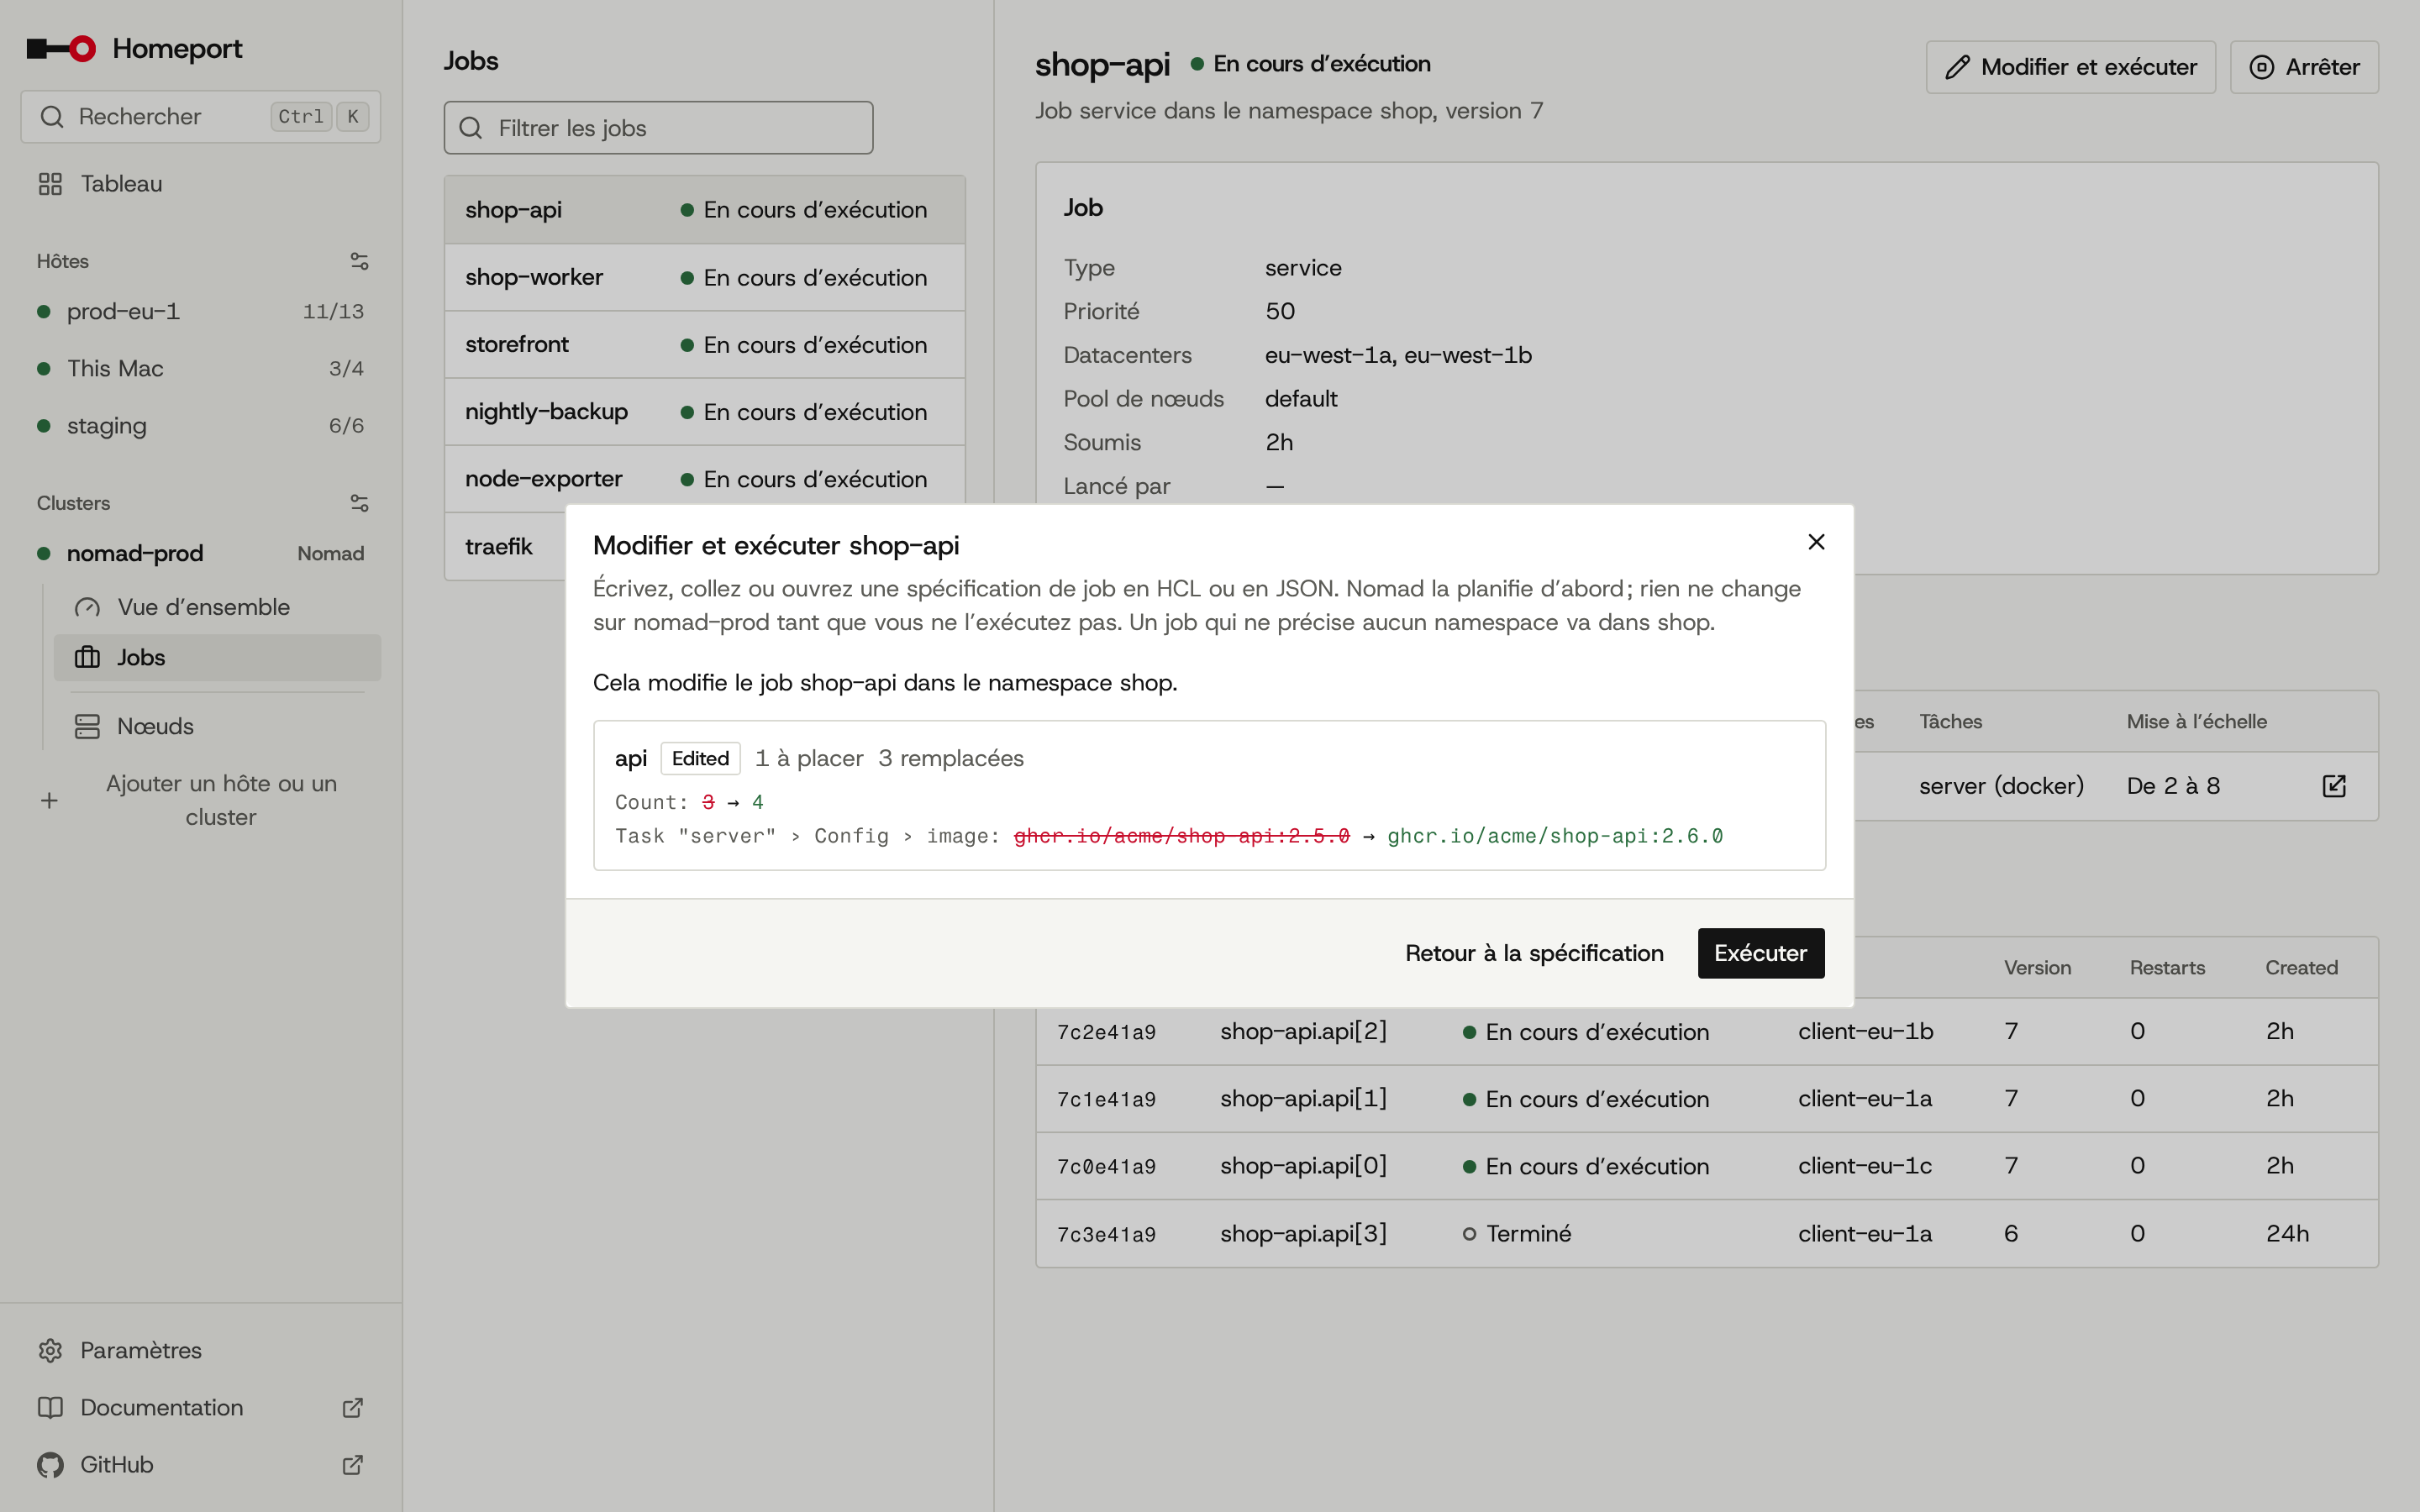 Homeport
Rechercher
Ctrl K
Tableau
Hôtes
prod-eu-1 11/13
This Mac 3/4
staging 6/6
Clusters
nomad-prod Nomad
Vue d’ensemble
Jobs
Nœuds
Ajouter un hôte ou un
cluster
Paramètres
Documentation
GitHub
Jobs
Filtrer les jobs
shop-api En cours d’exécution
shop-worker En cours d’exécution
storefront En cours d’exécution
nightly-backup En cours d’exécution
node-exporter En cours d’exécution
traefik
shop-api En cours d’exécution
Modifier et exécuter
Arrêter
Job service dans le namespace shop, version 7
Job
Type service
Priorité 50
Datacenters eu-west-1a, eu-west-1b
Pool de nœuds default
Soumis 2h
Lancé par —
Modifier et exécuter shop-api
Écrivez, collez ou ouvrez une spécification de job en HCL ou en JSON. Nomad la planifie d’abord ; rien ne change
sur nomad-prod tant que vous ne l’exécutez pas. Un job qui ne précise aucun namespace va dans shop.
Cela modifie le job shop-api dans le namespace shop.
api Edited 1 à placer 3 remplacées
Count: 3 → 4
Task "server" › Config › image: ghcr.io/acme/shop-api:2.5.0 → ghcr.io/acme/shop-api:2.6.0
Retour à la spécification
Exécuter
es Tâches Mise à l’échelle
server (docker) De 2 à 8
Version Restarts Created
7c2e41a9 shop-api.api[2] En cours d’exécution client-eu-1b 7 0 2h
7c1e41a9 shop-api.api[1] En cours d’exécution client-eu-1a 7 0 2h
7c0e41a9 shop-api.api[0] En cours d’exécution client-eu-1c 7 0 2h
7c3e41a9 shop-api.api[3] Terminé client-eu-1a 6 0 24h